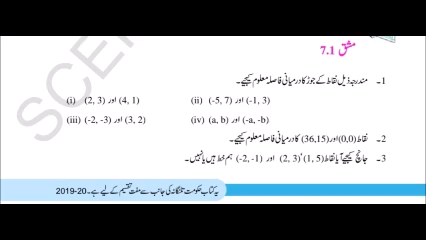 مشق 7.1
1- مندرجہ ذیل نقاط کے جوڑ کا درمیانی فاصلہ معلوم کیجیے۔
(i) (2, 3) اور (4, 1) (ii) (-5, 7) اور (-1, 3)
(iii) (-2, -3) اور (3, 2) (iv) (a, b) اور (-a, -b)
2- نقاط (0,0) اور (36,15) کا درمیانی فاصلہ معلوم کیجیے۔
3- جانچ کیجیے آیا نقاط (1, 5)، (2, 3) اور (-2, -1) ہم خط ہیں یا نہیں۔
یہ کتاب حکومت تلنگانہ کی جانب سے مفت تقسیم کے لیے ہے۔ 2019-20